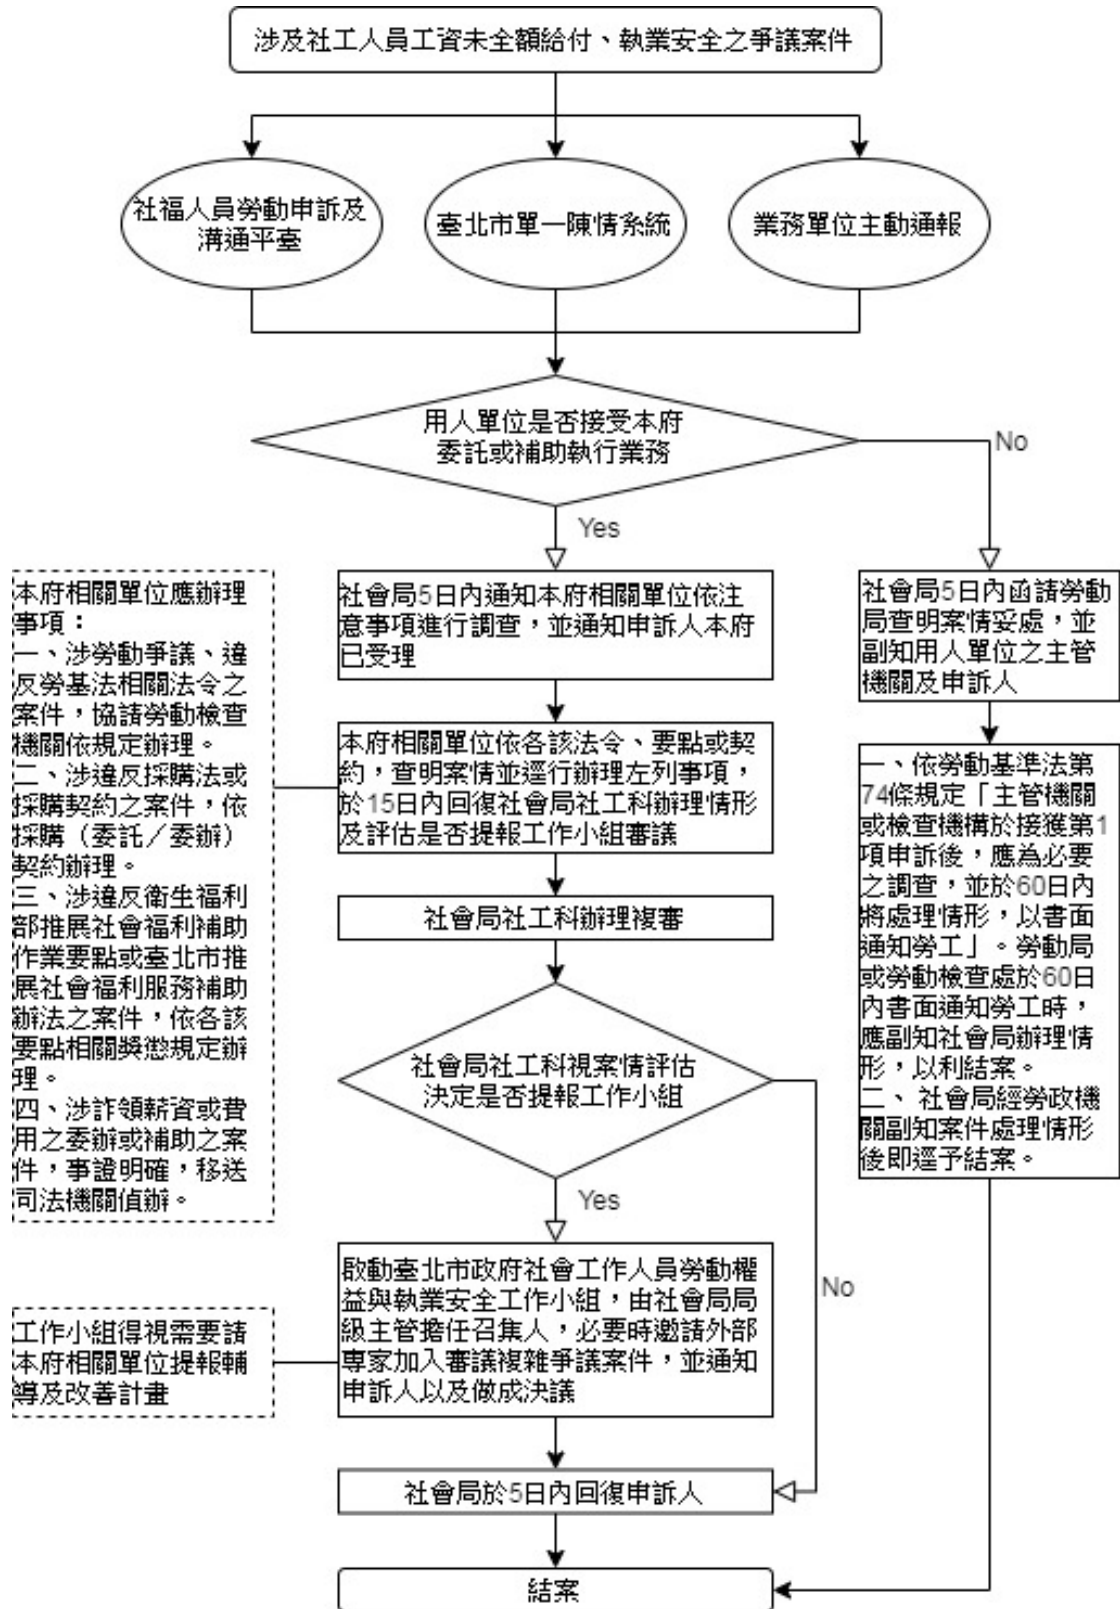 涉及社工人員工資未全額給付、執業安全之爭議案件
社福人員勞動申訴及
溝通平臺
臺北市單一陳情系統
業務單位主動通報
用人單位是否接受本府
委託或補助執行業務
No
Yes
本府相關單位應辦理
事項：
一、涉勞動爭議、違
反勞基法相關法令之
案件，協請勞動檢查
機關依規定辦理。
二、涉違反採購法或
採購契約之案件，依
採購（委託／委辦）
契約辦理。
三、涉違反衛生福利
部推展社會福利補助
作業要點或臺北市推
展社會福利服務補助
辦法之案件，依各該
要點相關獎懲規定辦
理。
四、涉詐領薪資或費
用之委辦或補助之案
件，事證明確，移送
司法機關偵辦。
社會局5日內通知本府相關單位依注
意事項進行調查，並通知申訴人本府
已受理
社會局5日內函請勞動
局查明案情妥處，並
副知用人單位之主管
機關及申訴人
本府相關單位依各該法令、要點或契
約，查明案情並逕行辦理左列事項，
於15日內回復社會局社工科辦理情形
及評估是否提報工作小組審議
一、依勞動基準法第
74條規定「主管機關
或檢查機構於接獲第1
項申訴後，應為必要
之調查，並於60日內
將處理情形，以書面
通知勞工」。勞動局
或勞動檢查處於60日
內書面通知勞工時，
應副知社會局辦理情
形，以利結案。
二、 社會局經勞政機
關副知案件處理情形
後即逕予結案。
社會局社工科辦理複審
社會局社工科視案情評估
決定是否提報工作小組
Yes
No
啟動臺北市政府社會工作人員勞動權
益與執業安全工作小組，由社會局局
級主管擔任召集人，必要時邀請外部
專家加入審議複雜爭議案件，並通知
申訴人以及做成決議
工作小組得視需要請
本府相關單位提報輔
導及改善計畫
社會局於5日內回復申訴人
結案